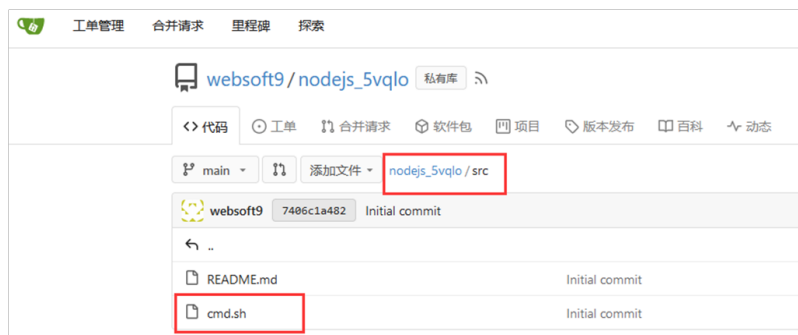 工单管理 合并请求 里程碑 探索
websoft9/nodejs_5vqlo 私有库
代码 工单 合并请求 软件包 项目 版本发布 百科 动态
main 添加文件 nodejs_5vqlo/src
websoft9 7406c1a482 Initial commit
..
README.md Initial commit
cmd.sh Initial commit